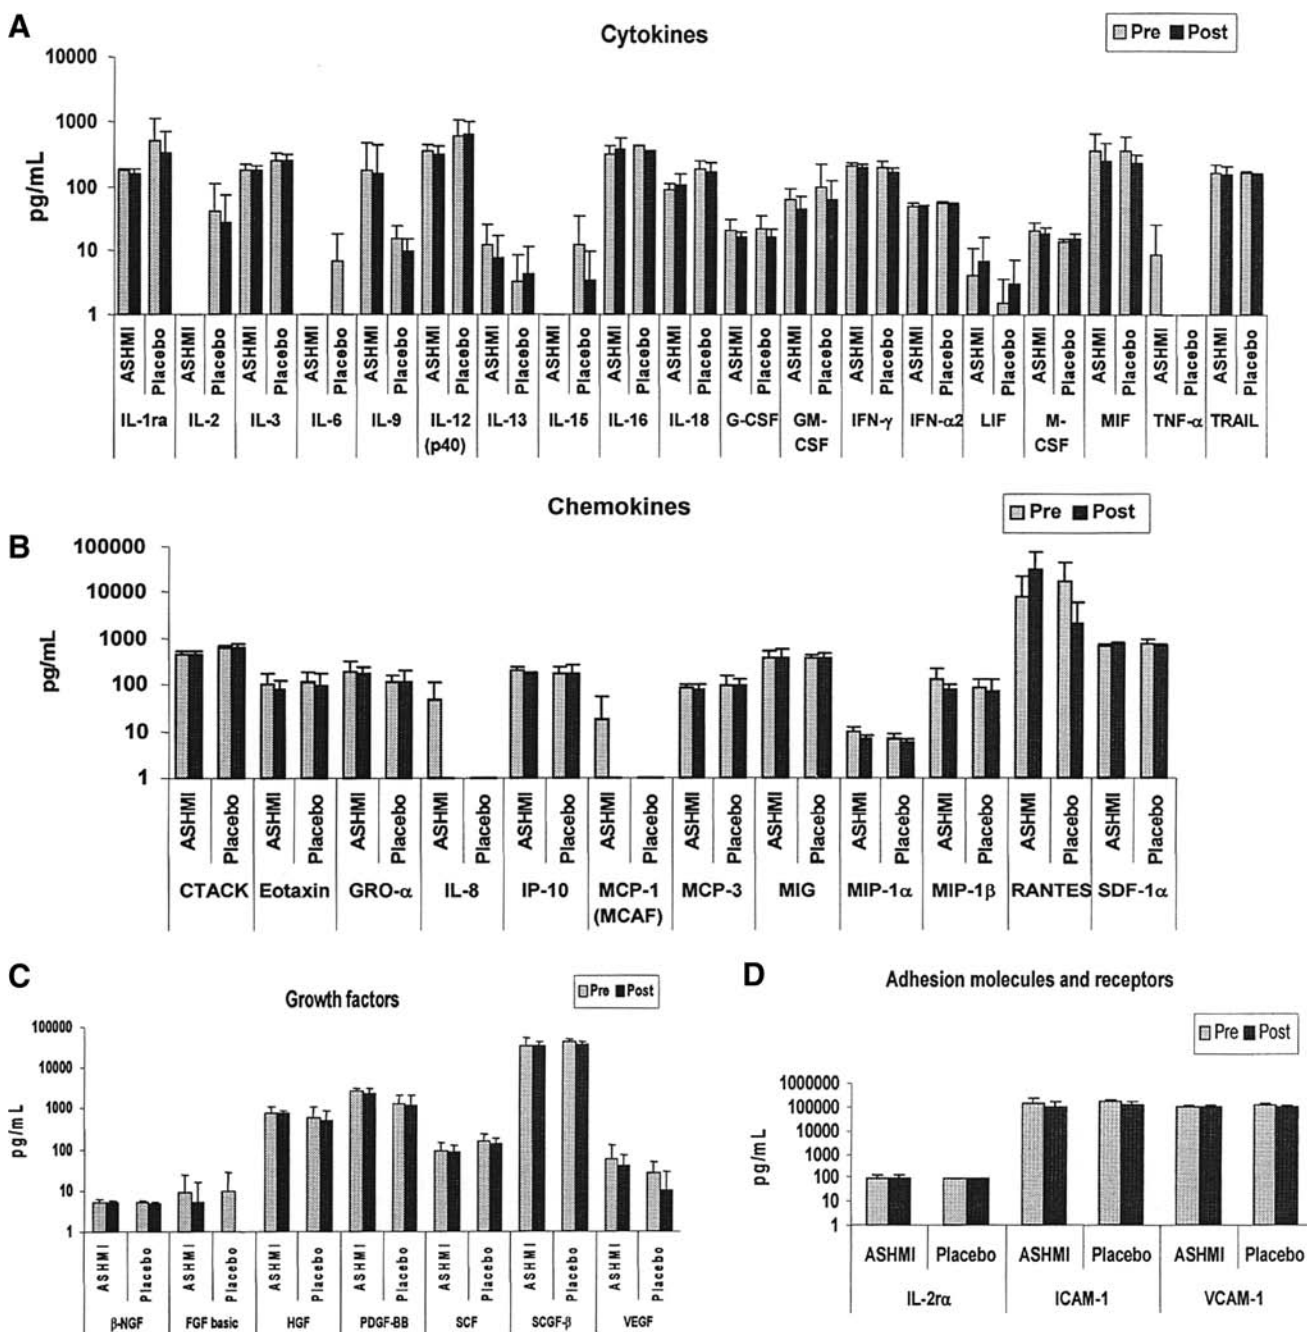 A
Cytokines
Pre Post
10000
1000
100
10
1
pg/mL
ASHMI Placebo ASHMI Placebo ASHMI Placebo ASHMI Placebo ASHMI Placebo ASHMI Placebo ASHMI Placebo ASHMI Placebo ASHMI Placebo ASHMI Placebo ASHMI Placebo ASHMI Placebo ASHMI Placebo ASHMI Placebo ASHMI Placebo ASHMI Placebo ASHMI Placebo ASHMI Placebo ASHMI Placebo
IL-1ra IL-2 IL-3 IL-6 IL-9 IL-12 IL-13 IL-15 IL-16 IL-18 G-CSF GM- IFN-γ IFN-α2 LIF M- MIF TNF-α TRAIL
(p40) CSF CSF
B
Chemokines
Pre Post
100000
10000
1000
100
10
1
pg/mL
ASHMI Placebo ASHMI Placebo ASHMI Placebo ASHMI Placebo ASHMI Placebo ASHMI Placebo ASHMI Placebo ASHMI Placebo ASHMI Placebo ASHMI Placebo ASHMI Placebo ASHMI Placebo
CTACK Eotaxin GRO-α IL-8 IP-10 MCP-1 MCP-3 MIG MIP-1α MIP-1β RANTES SDF-1α
(MCAF)
C
Growth factors
Pre Post
100000
10000
1000
100
10
1
pg/mL
ASHMI Placebo ASHMI Placebo ASHMI Placebo ASHMI Placebo ASHMI Placebo ASHMI Placebo ASHMI Placebo
β-NGF FGF basic HGF PDGF-BB SCF SCGF-β VEGF
D
Adhesion molecules and receptors
Pre Post
1000000
100000
10000
1000
100
10
1
pg/mL
ASHMI Placebo ASHMI Placebo ASHMI Placebo
IL-2rα ICAM-1 VCAM-1